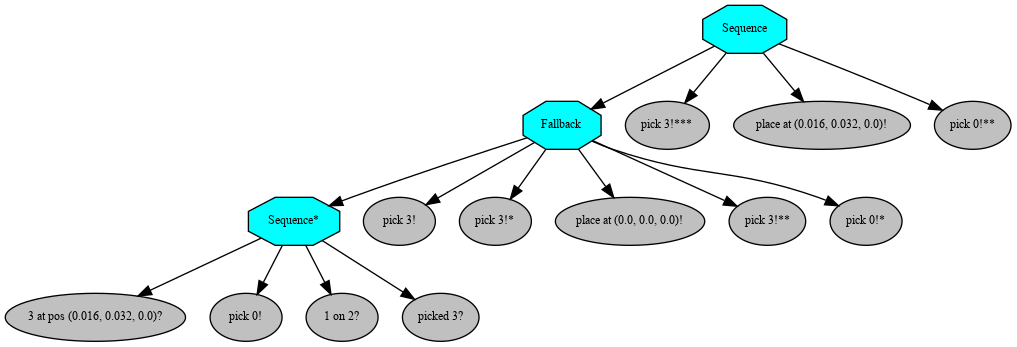 Sequence
Fallback
pick 3!***
place at (0.016, 0.032, 0.0)!
pick 0!**
Sequence*
pick 3!
pick 3!*
place at (0.0, 0.0, 0.0)!
pick 3!**
pick 0!*
3 at pos (0.016, 0.032, 0.0)?
pick 0!
1 on 2?
picked 3?